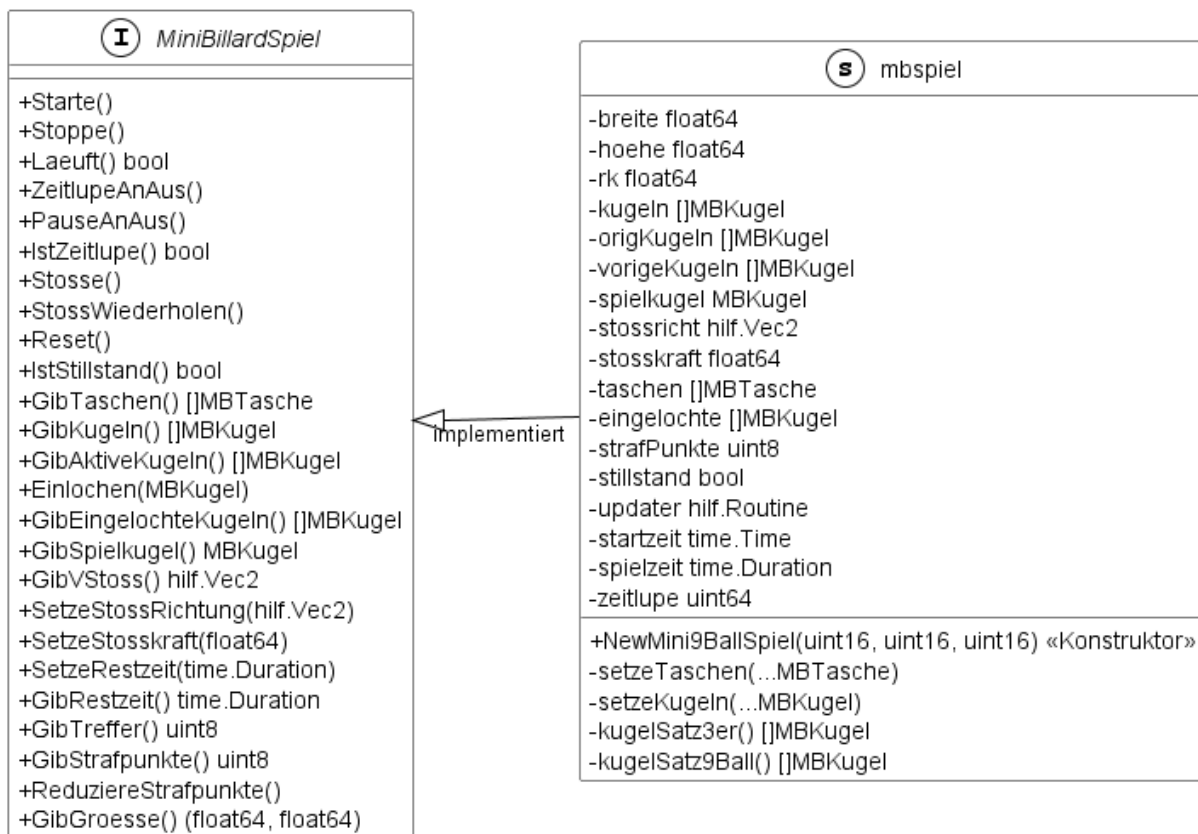 I MiniBillardSpiel
+Starte()
+Stoppe()
+Laeuft() bool
+ZeitlupeAnAus()
+PauseAnAus()
+IstZeitlupe() bool
+Stosse()
+StossWiederholen()
+Reset()
+IstStillstand() bool
+GibTaschen() []MBTasche
+GibKugeln() []MBKugel
+GibAktiveKugeln() []MBKugel
+Einlochen(MBKugel)
+GibEingelochteKugeln() []MBKugel
+GibSpielkugel() MBKugel
+GibVStoss() hilf.Vec2
+SetzeStossRichtung(hilf.Vec2)
+SetzeStosskraft(float64)
+SetzeRestzeit(time.Duration)
+GibRestzeit() time.Duration
+GibTreffer() uint8
+GibStrafpunkte() uint8
+ReduziereStrafpunkte()
+GibGroesse() (float64, float64)
implementiert
s mbspiel
-breite float64
-hoehe float64
-rk float64
-kugeln []MBKugel
-origKugeln []MBKugel
-vorigeKugeln []MBKugel
-spielkugel MBKugel
-stossricht hilf.Vec2
-stosskraft float64
-taschen []MBTasche
-eingelochte []MBKugel
-strafPunkte uint8
-stillstand bool
-updater hilf.Routine
-startzeit time.Time
-spielzeit time.Duration
-zeitlupe uint64
+NewMini9BallSpiel(uint16, uint16, uint16) «Konstruktor»
-setzeTaschen(...MBTasche)
-setzeKugeln(...MBKugel)
-kugelSatz3er() []MBKugel
-kugelSatz9Ball() []MBKugel